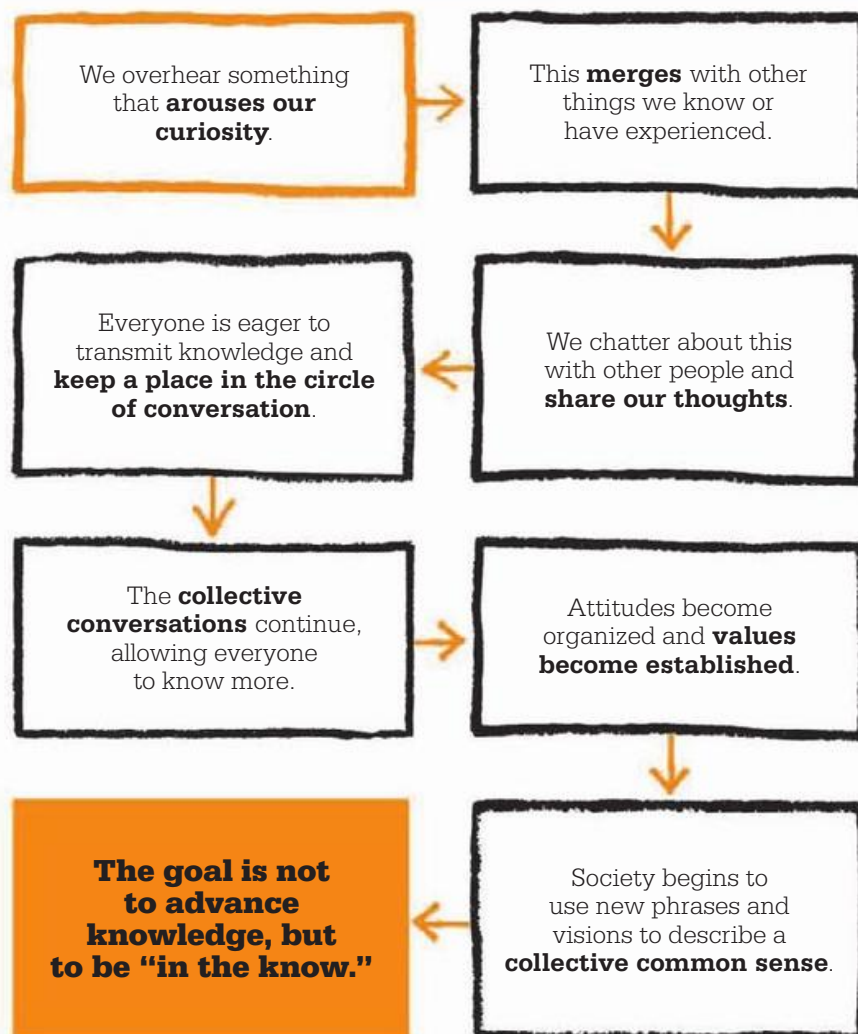 We overhear something
that arouses our
curiosity.
This merges with other
things we know or
have experienced.
We chatter about this
with other people and
share our thoughts.
Everyone is eager to
transmit knowledge and
keep a place in the circle
of conversation.
The collective
conversations continue,
allowing everyone
to know more.
Attitudes become
organized and values
become established.
Society begins to
use new phrases and
visions to describe a
collective common sense.
The goal is not
to advance
knowledge, but
to be “in the know.”